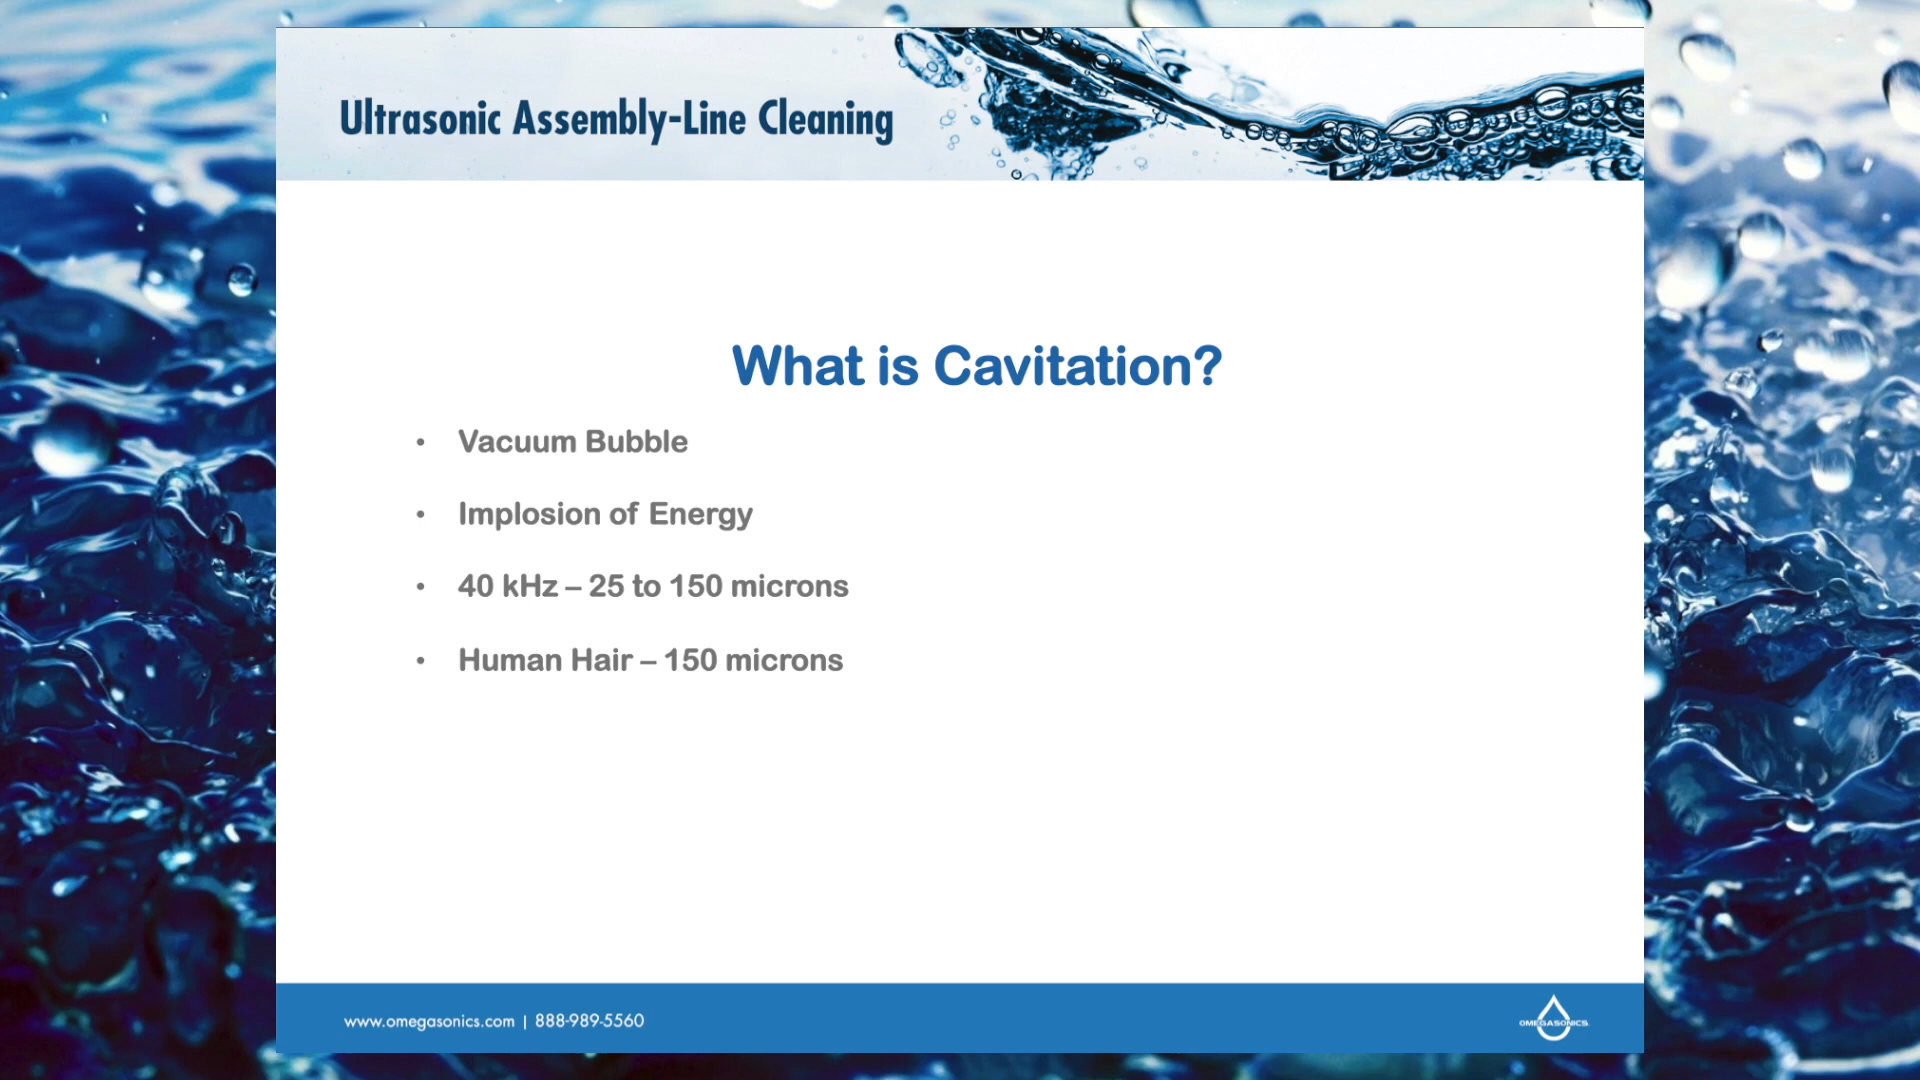 Ultrasonic Assembly-Line Cleaning
What is Cavitation?
• Vacuum Bubble
• Implosion of Energy
• 40 kHz – 25 to 150 microns
• Human Hair – 150 microns
www.omegasonics.com | 888-989-5560
OMEGASONICS